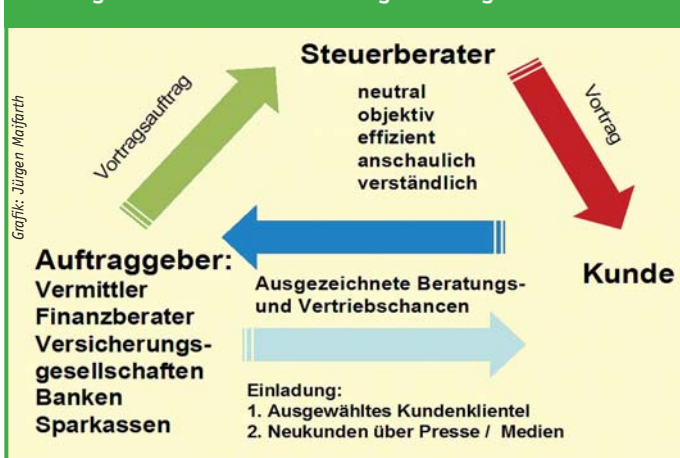 Steuerberater
neutral
objektiv
effizient
anschaulich
verständlich
Vortragsauftrag
Vortrag
Grafik: Jürgen Maifarth
Auftraggeber:
Vermittler
Finanzberater
Versicherungs-
gesellschaften
Banken
Sparkassen
Ausgezeichnete Beratungs-
und Vertriebschancen
Kunde
Einladung:
1. Ausgewähltes Kundenklientel
2. Neukunden über Presse / Medien